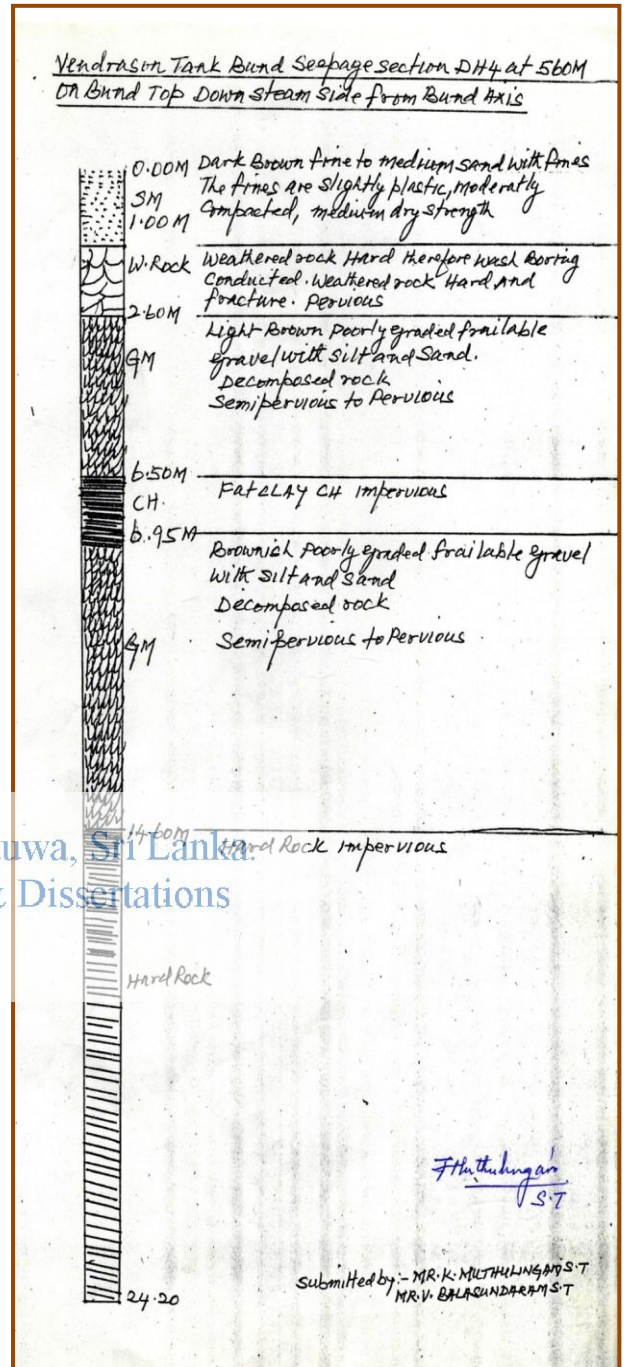 Vendrason Tank Bund Seepage section DH4 at 560M
on Bund Top Down steam side from Bund Axis
0.00M Dark Brown fine to medium sand with fines
SM The fines are slightly plastic, moderatly
1.00M Compacted, medium dry strength
W.Rock Weathered rock Hard therefore wash Boring
Conducted. Weathered rock Hard and
fracture. Pervious
2.60M
Light Brown Poorly graded frailable
GM gravel with silt and Sand.
Decomposed rock
Semipervious to Pervious
6.50M
CH. Fat CLAY CH Impervious
6.95M
Brownish Poorly graded frailable gravel
with silt and sand
Decomposed rock
GM Semipervious to Pervious
14.60M Hard Rock Impervious
uwa, Sri Lanka.
& Dissertations
Hard Rock
S.T
24.20
Submitted by:- MR.K.MUTHULINGAM S.T
MR.V. BALASUNDARAM S.T